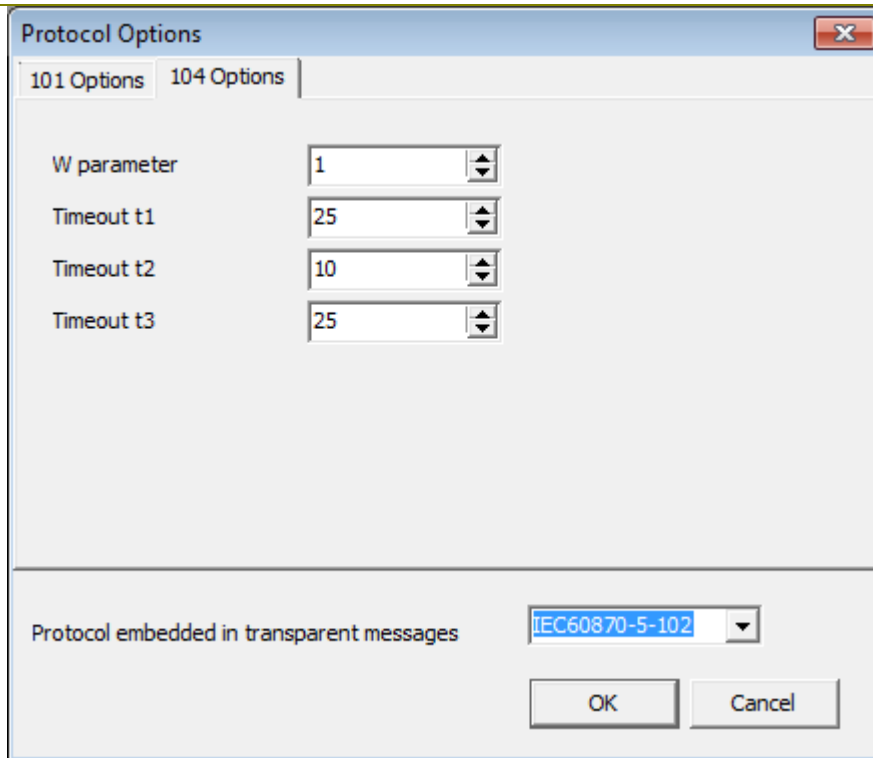 Protocol Options
101 Options 104 Options
W parameter 1
Timeout t1 25
Timeout t2 10
Timeout t3 25
Protocol embedded in transparent messages IEC60870-5-102
OK Cancel